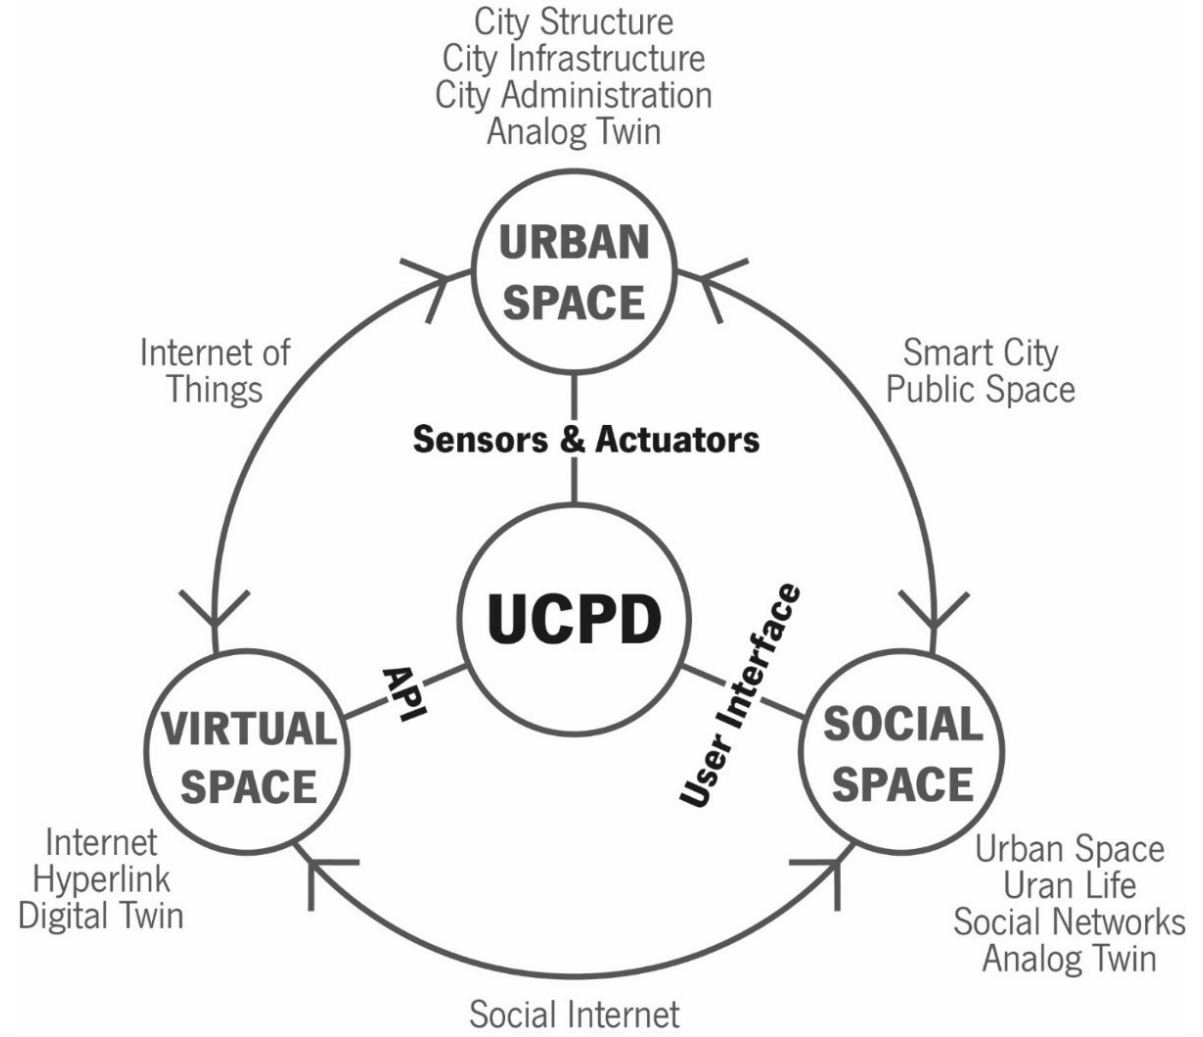 City Structure
City Infrastructure
City Administration
Analog Twin
URBAN
SPACE
Internet of
Things
Smart City
Public Space
Sensors & Actuators
UCPD
API
User Interface
VIRTUAL
SPACE
SOCIAL
SPACE
Internet
Hyperlink
Digital Twin
Urban Space
Uran Life
Social Networks
Analog Twin
Social Internet